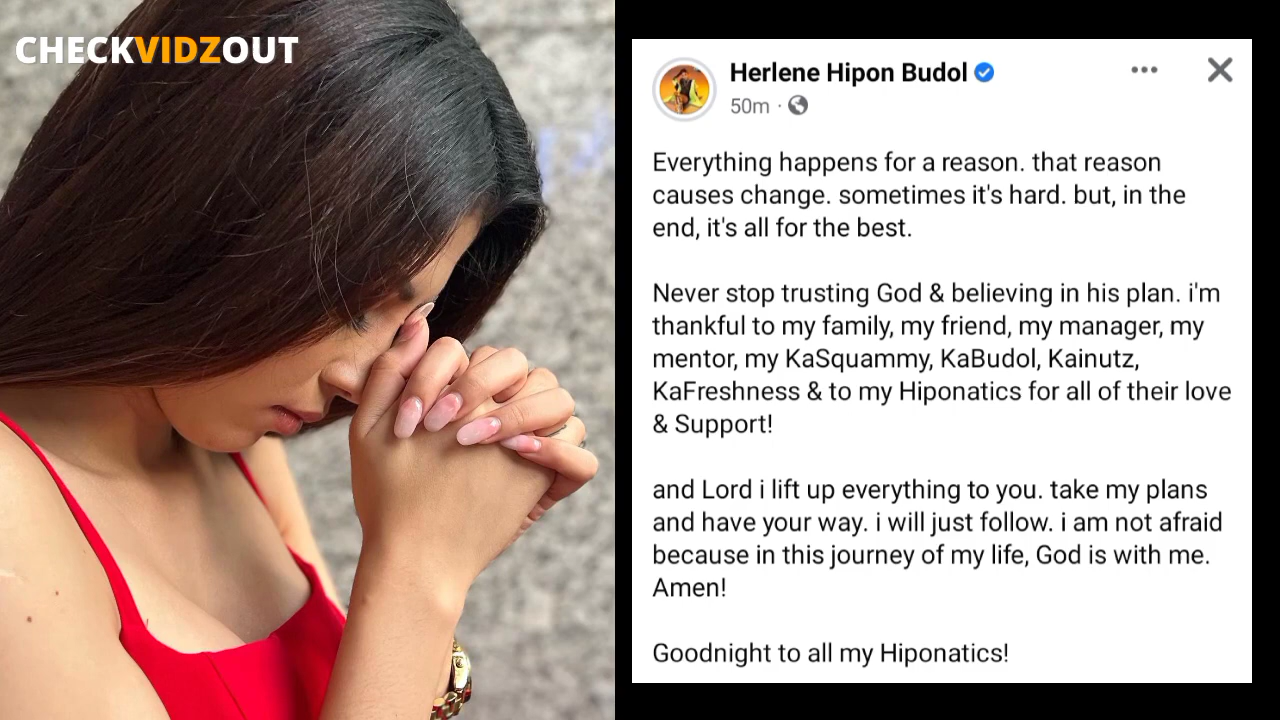 CHECKVIDZOUT
Herlene Hipon Budol
50m ·
Everything happens for a reason. that reason
causes change. sometimes it's hard. but, in the
end, it's all for the best.
Never stop trusting God & believing in his plan. i'm
thankful to my family, my friend, my manager, my
mentor, my KaSquammy, KaBudol, Kainutz,
KaFreshness & to my Hiponatics for all of their love
& Support!
and Lord i lift up everything to you. take my plans
and have your way. i will just follow. i am not afraid
because in this journey of my life, God is with me.
Amen!
Goodnight to all my Hiponatics!